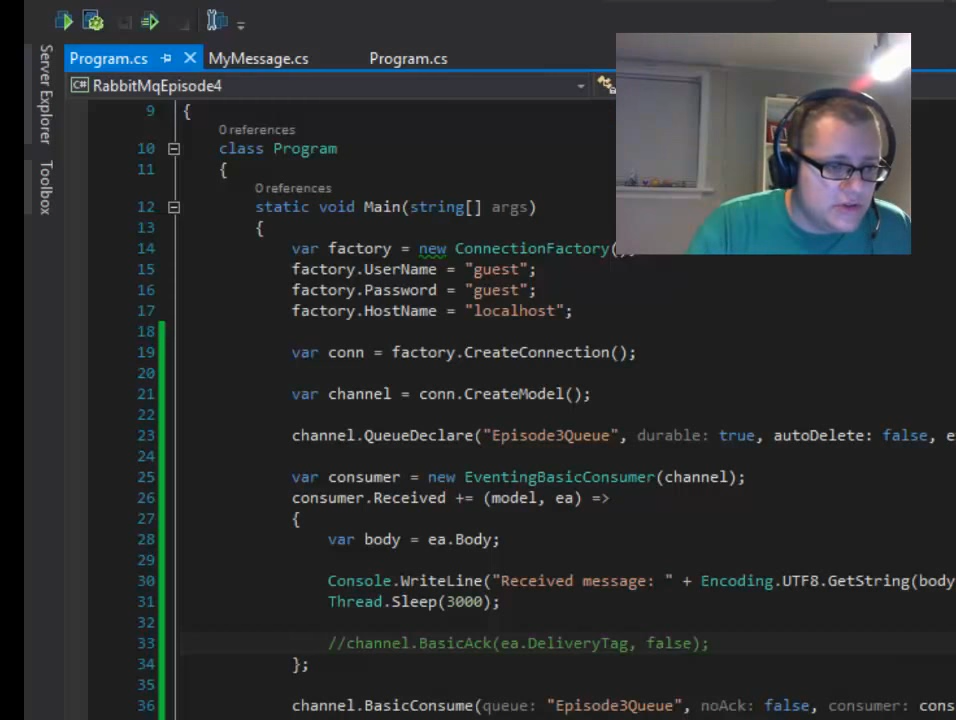 Program.cs
MyMessage.cs
Program.cs
Server Explorer
Toolbox
C# RabbitMqEpisode4
9 {
0 references
10 class Program
11 {
0 references
12 static void Main(string[] args)
13 {
14 var factory = new ConnectionFactory();
15 factory.UserName = "guest";
16 factory.Password = "guest";
17 factory.HostName = "localhost";
18
19 var conn = factory.CreateConnection();
20
21 var channel = conn.CreateModel();
22
23 channel.QueueDeclare("Episode3Queue", durable: true, autoDelete: false, e
24
25 var consumer = new EventingBasicConsumer(channel);
26 consumer.Received += (model, ea) =>
27 {
28 var body = ea.Body;
29
30 Console.WriteLine("Received message: " + Encoding.UTF8.GetString(body
31 Thread.Sleep(3000);
32
33 //channel.BasicAck(ea.DeliveryTag, false);
34 };
35
36 channel.BasicConsume(queue: "Episode3Queue", noAck: false, consumer: cons